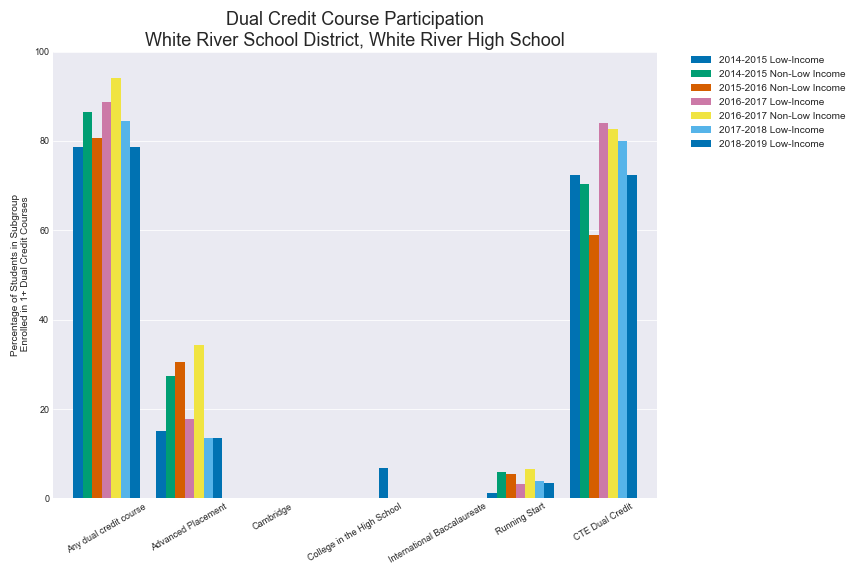 Dual Credit Course Participation
White River School District, White River High School
Percentage of Students in Subgroup
Enrolled in 1+ Dual Credit Courses
100
80
60
40
20
0
Any dual credit course
Advanced Placement
Cambridge
College in the High School
International Baccalaureate
Running Start
CTE Dual Credit
2014-2015 Low-Income
2014-2015 Non-Low Income
2015-2016 Non-Low Income
2016-2017 Low-Income
2016-2017 Non-Low Income
2017-2018 Low-Income
2018-2019 Low-Income